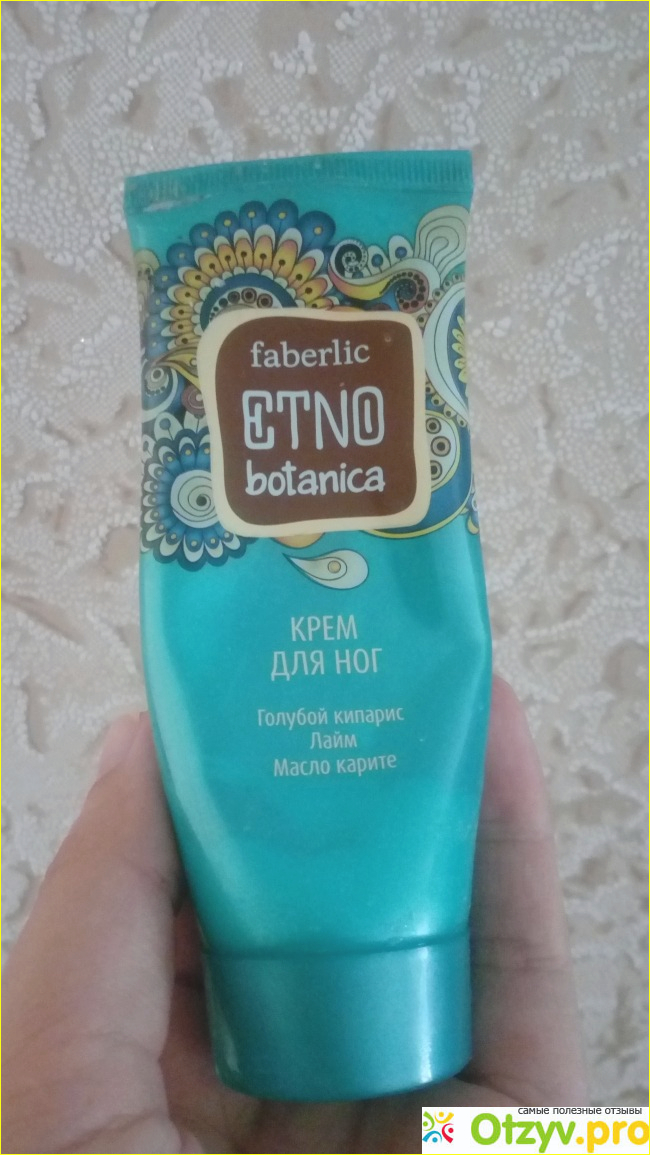 faberlic
ETNO
botanica
КРЕМ
ДЛЯ НОГ
Голубой кипарис
Лайм
Масло карите
самые полезные отзывы
Otzyv.pro